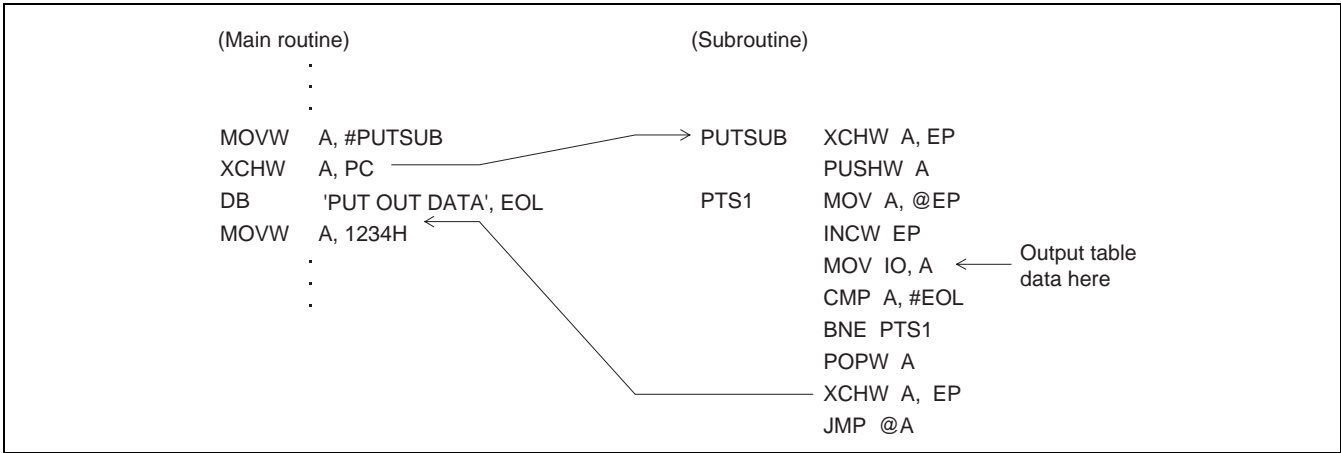 (Main routine)
.
.
.
MOVW A, #PUTSUB
XCHW A, PC
DB 'PUT OUT DATA', EOL
MOVW A, 1234H
.
.
.
(Subroutine)
PUTSUB XCHW A, EP
PUSHW A
PTS1 MOV A, @EP
INCW EP
MOV IO, A
CMP A, #EOL
BNE PTS1
POPW A
XCHW A, EP
JMP @A
Output table
data here